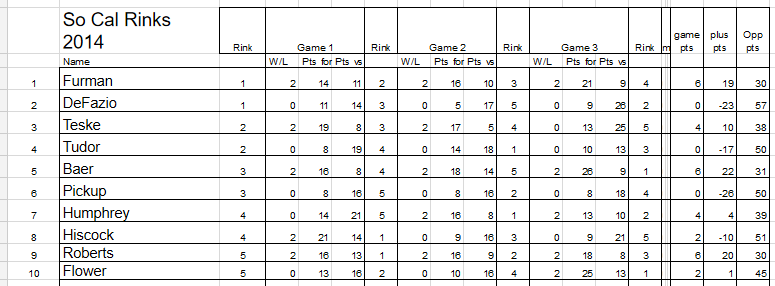 So Cal Rinks
2014
Rink Game 1 Rink Game 2 Rink Game 3 Rink m game pts plus pts Opp pts
Name W/L Pts for Pts vs W/L Pts for Pts vs W/L Pts for Pts vs
1 Furman 1 2 14 11 2 2 16 10 3 2 21 9 4 6 19 30
2 DeFazio 1 0 11 14 3 0 5 17 5 0 9 26 2 0 -23 57
3 Teske 2 2 19 8 3 2 17 5 4 0 13 25 5 4 10 38
4 Tudor 2 0 8 19 4 0 14 18 1 0 10 13 3 0 -17 50
5 Baer 3 2 16 8 4 2 18 14 5 2 26 9 1 6 22 31
6 Pickup 3 0 8 16 5 0 8 16 2 0 8 18 4 0 -26 50
7 Humphrey 4 0 14 21 5 2 16 8 1 2 13 10 2 4 4 39
8 Hiscock 4 2 21 14 1 0 9 16 3 0 9 21 5 2 -10 51
9 Roberts 5 2 16 13 1 2 16 9 2 2 18 8 3 6 20 30
10 Flower 5 0 13 16 2 0 10 16 4 2 25 13 1 2 1 45